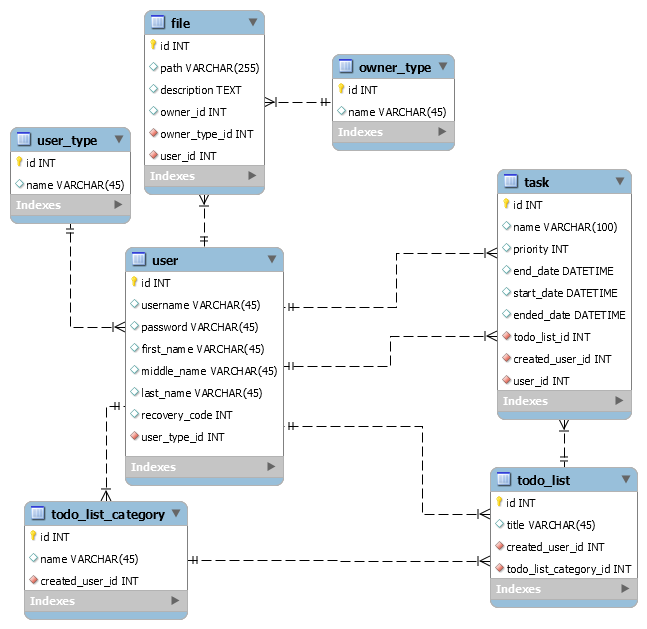 file
id INT
path VARCHAR(255)
description TEXT
owner_id INT
owner_type_id INT
user_id INT
Indexes
owner_type
id INT
name VARCHAR(45)
Indexes
user_type
id INT
name VARCHAR(45)
Indexes
task
id INT
name VARCHAR(100)
priority INT
end_date DATETIME
start_date DATETIME
ended_date DATETIME
todo_list_id INT
created_user_id INT
user_id INT
Indexes
user
id INT
username VARCHAR(45)
password VARCHAR(45)
first_name VARCHAR(45)
middle_name VARCHAR(45)
last_name VARCHAR(45)
recovery_code INT
user_type_id INT
Indexes
todo_list
id INT
title VARCHAR(45)
created_user_id INT
todo_list_category_id INT
Indexes
todo_list_category
id INT
name VARCHAR(45)
created_user_id INT
Indexes